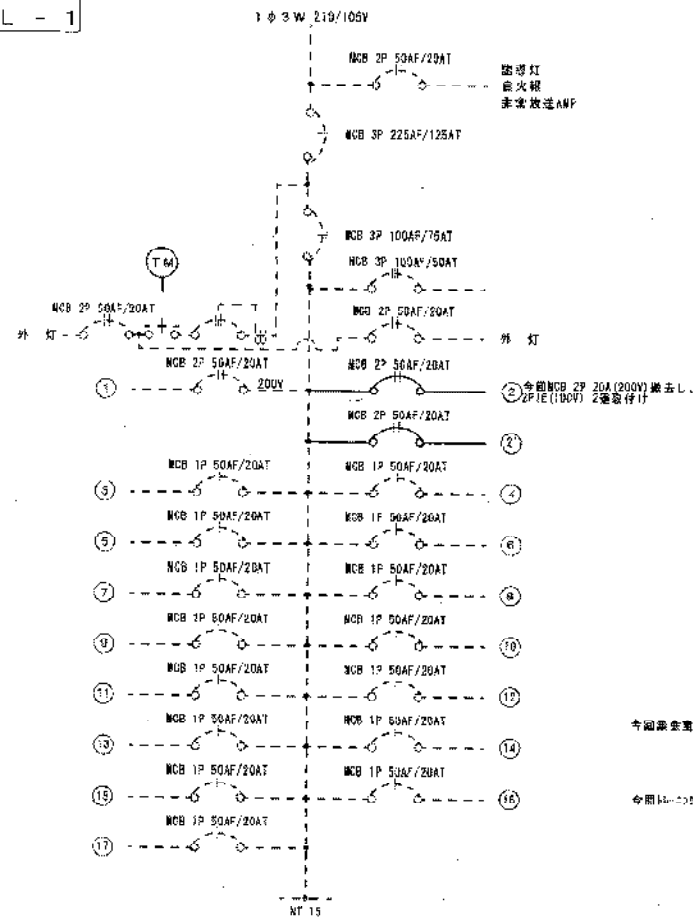 L - 1
1φ3W 210/105V
MCB 2P 50AF/20AT
誘導灯
自火報
非常放送AMP
MCB 3P 225AF/125AT
MCB 3P 100AF/75AT
MCB 3P 100AF/50AT
TM
MCB 2P 50AF/20AT
MCB 2P 50AF/20AT
外 灯
外 灯
MCB 2P 50AF/20AT
200V
MCB 2P 50AF/20AT
1
2
今回MCB 2P 20A(200V)撤去し、
2P1E(100V) 2個取付け
MCB 2P 50AF/20AT
2'
MCB 1P 50AF/20AT
MCB 1P 50AF/20AT
3
4
MCB 1P 50AF/20AT
MCB 1P 50AF/20AT
5
6
MCB 1P 50AF/20AT
MCB 1P 50AF/20AT
7
8
MCB 1P 50AF/20AT
MCB 1P 50AF/20AT
9
10
MCB 1P 50AF/20AT
MCB 1P 50AF/20AT
11
12
MCB 1P 50AF/20AT
MCB 1P 50AF/20AT
13
14
今回
MCB 1P 50AF/20AT
MCB 1P 50AF/20AT
15
16
今回
MCB 1P 50AF/20AT
17
NT 15